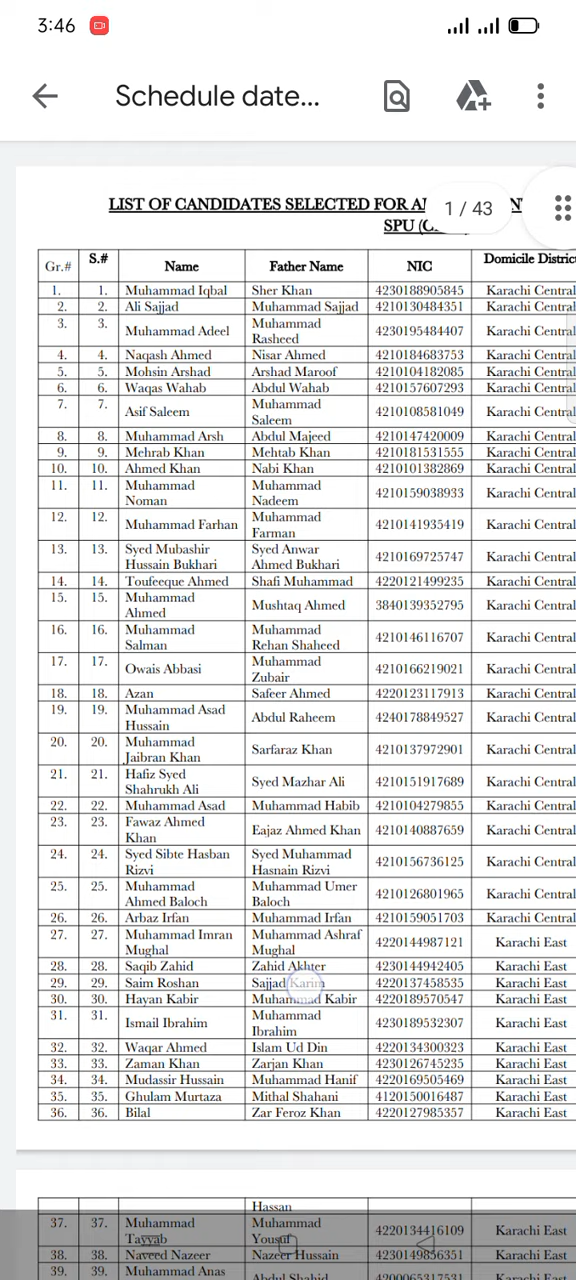 3:46
Schedule date...
LIST OF CANDIDATES SELECTED FOR
1 / 43
SPU
Gr.# S.# Name Father Name NIC Domicile Distric
1. 1. Muhammad Iqbal Sher Khan 4230188905845 Karachi Central
2. 2. Ali Sajjad Muhammad Sajjad 4210130484351 Karachi Central
3. 3. Muhammad Adeel Muhammad Rasheed 4230195484407 Karachi Central
4. 4. Naqash Ahmed Nisar Ahmed 4210184683753 Karachi Central
5. 5. Mohsin Arshad Arshad Maroof 4210104182085 Karachi Central
6. 6. Waqas Wahab Abdul Wahab 4210157607293 Karachi Central
7. 7. Asif Saleem Muhammad Saleem 4210108581049 Karachi Central
8. 8. Muhammad Arsh Abdul Majeed 4210147420009 Karachi Central
9. 9. Mehrab Khan Mehtab Khan 4210181531555 Karachi Central
10. 10. Ahmed Khan Nabi Khan 4210101382869 Karachi Central
11. 11. Muhammad Noman Muhammad Nadeem 4210159038933 Karachi Central
12. 12. Muhammad Farhan Muhammad Farman 4210141935419 Karachi Central
13. 13. Syed Mubashir Hussain Bukhari Syed Anwar Ahmed Bukhari 4210169725747 Karachi Central
14. 14. Toufeeque Ahmed Shafi Muhammad 4220121499235 Karachi Central
15. 15. Muhammad Ahmed Mushtaq Ahmed 3840139352795 Karachi Central
16. 16. Muhammad Salman Muhammad Rehan Shaheed 4210146116707 Karachi Central
17. 17. Owais Abbasi Muhammad Zubair 4210166219021 Karachi Central
18. 18. Azan Safeer Ahmed 4220123117913 Karachi Central
19. 19. Muhammad Asad Hussain Abdul Raheem 4240178849527 Karachi Central
20. 20. Muhammad Jaibran Khan Sarfaraz Khan 4210137972901 Karachi Central
21. 21. Hafiz Syed Shahrukh Ali Syed Mazhar Ali 4210151917689 Karachi Central
22. 22. Muhammad Asad Muhammad Habib 4210104279855 Karachi Central
23. 23. Fawaz Ahmed Khan Eajaz Ahmed Khan 4210140887659 Karachi Central
24. 24. Syed Sibte Hasban Rizvi Syed Muhammad Hasnain Rizvi 4210156736125 Karachi Central
25. 25. Muhammad Ahmed Baloch Muhammad Umer Baloch 4210126801965 Karachi Central
26. 26. Arbaz Irfan Muhammad Irfan 4210159051703 Karachi Central
27. 27. Muhammad Imran Mughal Muhammad Ashraf Mughal 4220144987121 Karachi East
28. 28. Saqib Zahid Zahid Akhter 4230144942405 Karachi East
29. 29. Saim Roshan Sajjad Karim 4220137458535 Karachi East
30. 30. Hayan Kabir Muhammad Kabir 4220189570547 Karachi East
31. 31. Ismail Ibrahim Muhammad Ibrahim 4230189532307 Karachi East
32. 32. Waqar Ahmed Islam Ud Din 4220134300323 Karachi East
33. 33. Zaman Khan Zarjan Khan 4230126745235 Karachi East
34. 34. Mudassir Hussain Muhammad Hanif 4220169505469 Karachi East
35. 35. Ghulam Murtaza Mithal Shahani 4120150016487 Karachi East
36. 36. Bilal Zar Feroz Khan 4220127985357 Karachi East
Hassan
37. 37. Muhammad Tayyab Muhammad Yousuf 4220134416109 Karachi East
38. 38. Naveed Nazeer Nazeer Hussain 4230149856351 Karachi East
39. 39. Muhammad Anas Abdul Shahid Karachi East